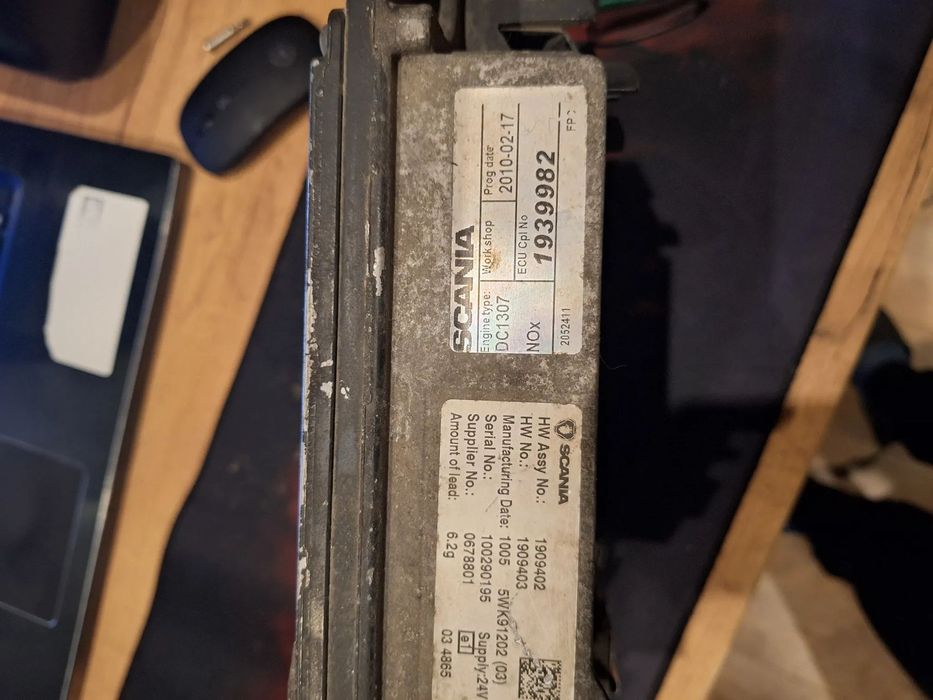 SCANIA
Engine type: Workshop Prog date
DC1307 2010-02-17
NOx ECU Cpl No
1939982
2052411 FP:
SCANIA
HW Assy No.: 1909402
HW No.: 1909403
Manufacturing Date: 1005 5WK91202 (03)
Serial No.: 100290195 Supply:24V
Supplier No.: 0678801 e1
Amount of lead: 6.2g 03 4865